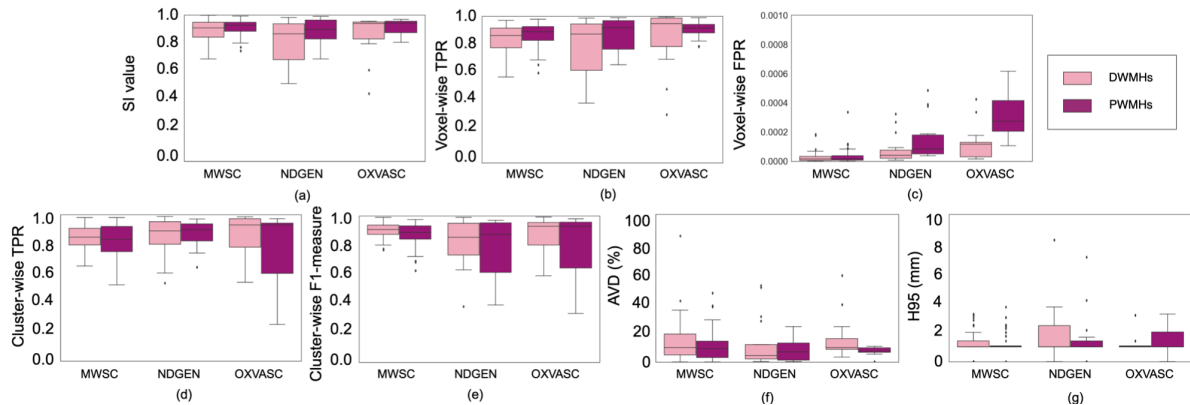 SI value
1.0
0.8
0.6
0.4
0.2
0.0
MWSC NDGEN OXVASC
(a)
Voxel-wise TPR
1.0
0.8
0.6
0.4
0.2
0.0
MWSC NDGEN OXVASC
(b)
Voxel-wise FPR
0.0010
0.0008
0.0006
0.0004
0.0002
0.0000
MWSC NDGEN OXVASC
(c)
DWMHs
PWMHs
Cluster-wise TPR
1.0
0.8
0.6
0.4
0.2
0.0
MWSC NDGEN OXVASC
(d)
Cluster-wise F1-measure
1.0
0.8
0.6
0.4
0.2
0.0
MWSC NDGEN OXVASC
(e)
AVD (%)
100
80
60
40
20
0
MWSC NDGEN OXVASC
(f)
H95 (mm)
10
8
6
4
2
0
MWSC NDGEN OXVASC
(g)